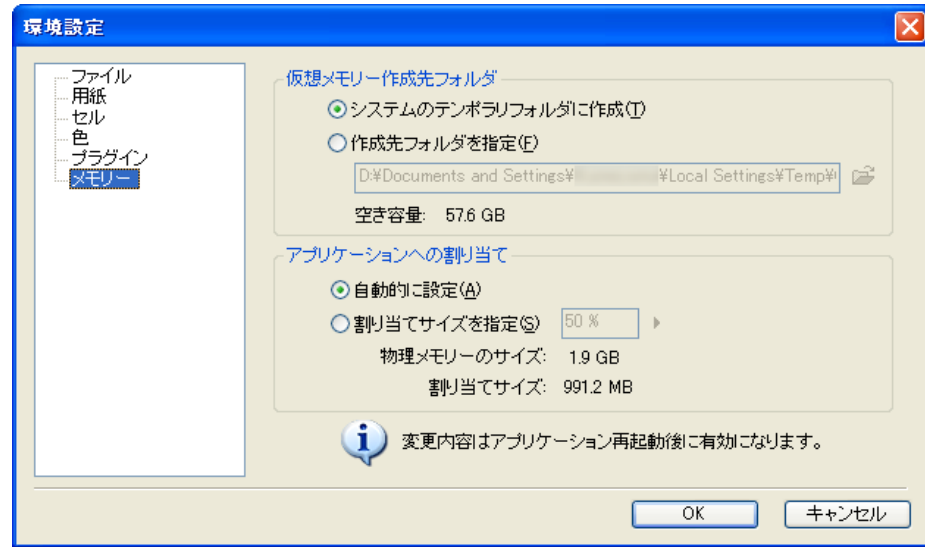 環境設定
ファイル
用紙
セル
色
プラグイン
メモリー
仮想メモリー作成先フォルダ
システムのテンポラリフォルダに作成(T)
作成先フォルダを指定(F)
D:¥Documents and Settings¥ ¥Local Settings¥Temp¥
空き容量: 57.6 GB
アプリケーションへの割り当て
自動的に設定(A)
割り当てサイズを指定(S) 50 %
物理メモリーのサイズ: 1.9 GB
割り当てサイズ: 991.2 MB
変更内容はアプリケーション再起動後に有効になります。
OK キャンセル